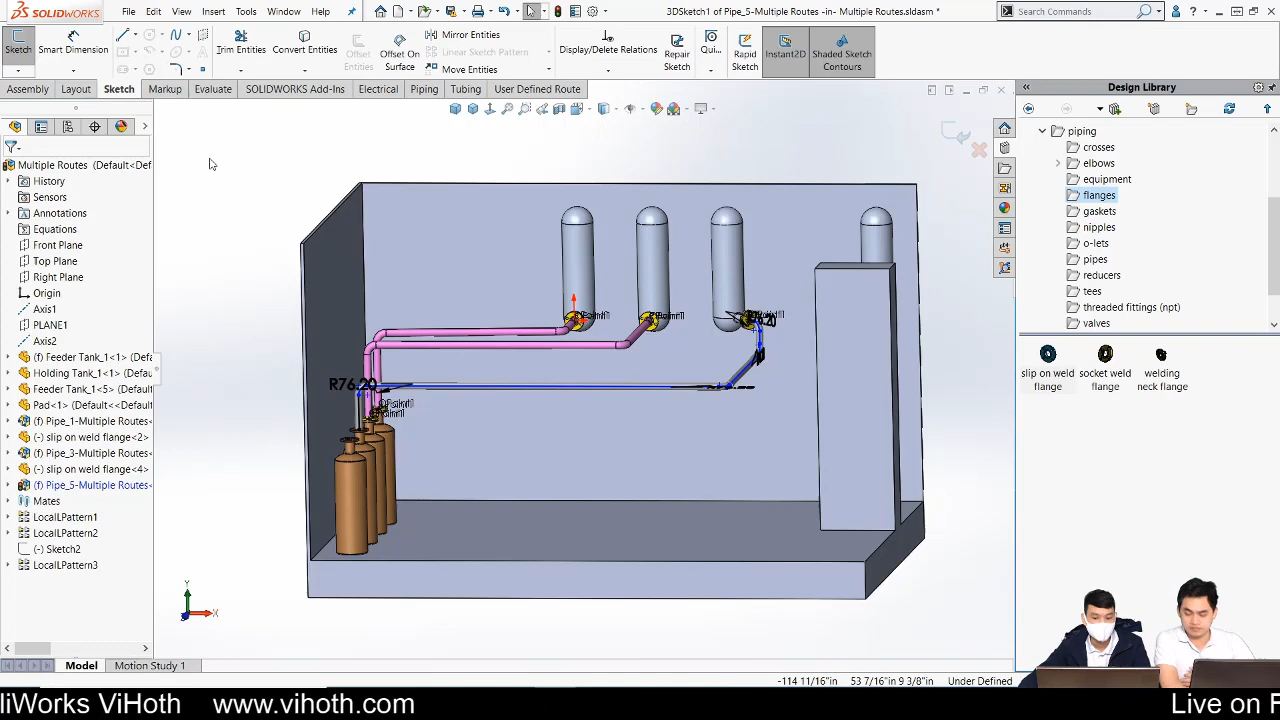 SOLIDWORKS File Edit View Insert Tools Window Help 3DSketch1 of Pipe_5-Multiple Routes -in- Multiple Routes.sldasm * Search Commands
Sketch Smart Dimension Trim Entities Convert Entities Offset Entities Offset On Surface Mirror Entities Linear Sketch Pattern Move Entities Display/Delete Relations Repair Sketch Qui... Rapid Sketch Instant2D Shaded Sketch Contours
Assembly Layout Sketch Markup Evaluate SOLIDWORKS Add-Ins Electrical Piping Tubing User Defined Route
Design Library
Multiple Routes (Default<Def
History
Sensors
Annotations
Equations
Front Plane
Top Plane
Right Plane
Origin
Axis1
PLANE1
Axis2
(f) Feeder Tank_1<1> (Defa
(f) Holding Tank_1<1> (Def
Feeder Tank_1<5> (Default
Pad<1> (Default<<Default
(f) Pipe_1-Multiple Routes<
(-) slip on weld flange<2>
(f) Pipe_3-Multiple Routes<
(-) slip on weld flange<4>
(f) Pipe_5-Multiple Routes<
Mates
LocalLPattern1
LocalLPattern2
(-) Sketch2
LocalLPattern3
R76.20
Y
X
piping
crosses
elbows
equipment
flanges
gaskets
nipples
o-lets
pipes
reducers
tees
threaded fittings (npt)
valves
slip on weld flange
socket weld flange
welding neck flange
Model Motion Study 1
-114 11/16in 53 7/16in 9 3/8in Under Defined
liWorks ViHoth www.vihoth.com Live on F